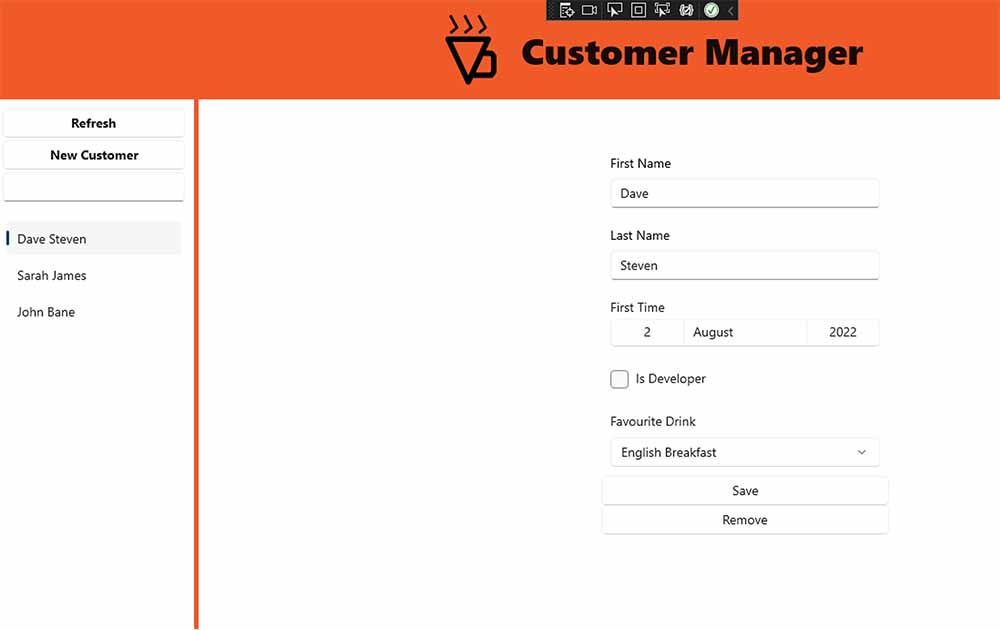 Customer Manager
Refresh
New Customer
Dave Steven
Sarah James
John Bane
First Name
Dave
Last Name
Steven
First Time
2 August 2022
Is Developer
Favourite Drink
English Breakfast
Save
Remove